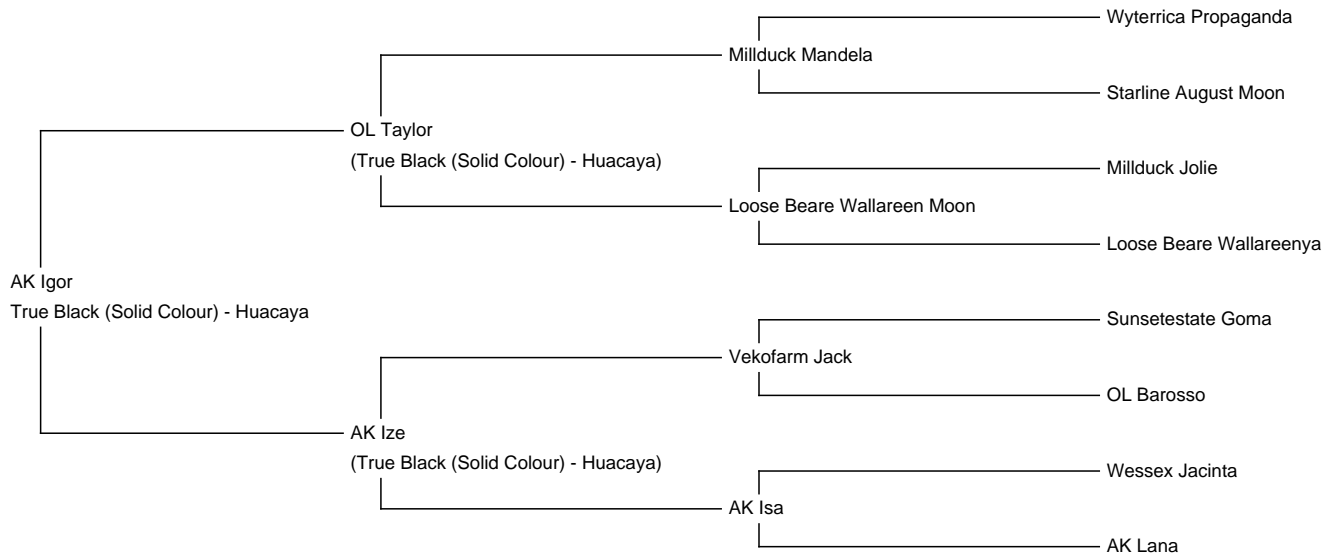 Wyterrica Propaganda
Millduck Mandela
Starline August Moon
OL Taylor
(True Black (Solid Colour) - Huacaya)
Millduck Jolie
Loose Beare Wallareen Moon
Loose Beare Wallareenya
AK Igor
True Black (Solid Colour) - Huacaya
Sunsetestate Goma
Vekofarm Jack
OL Barosso
AK Ize
(True Black (Solid Colour) - Huacaya)
Wessex Jacinta
AK Isa
AK Lana